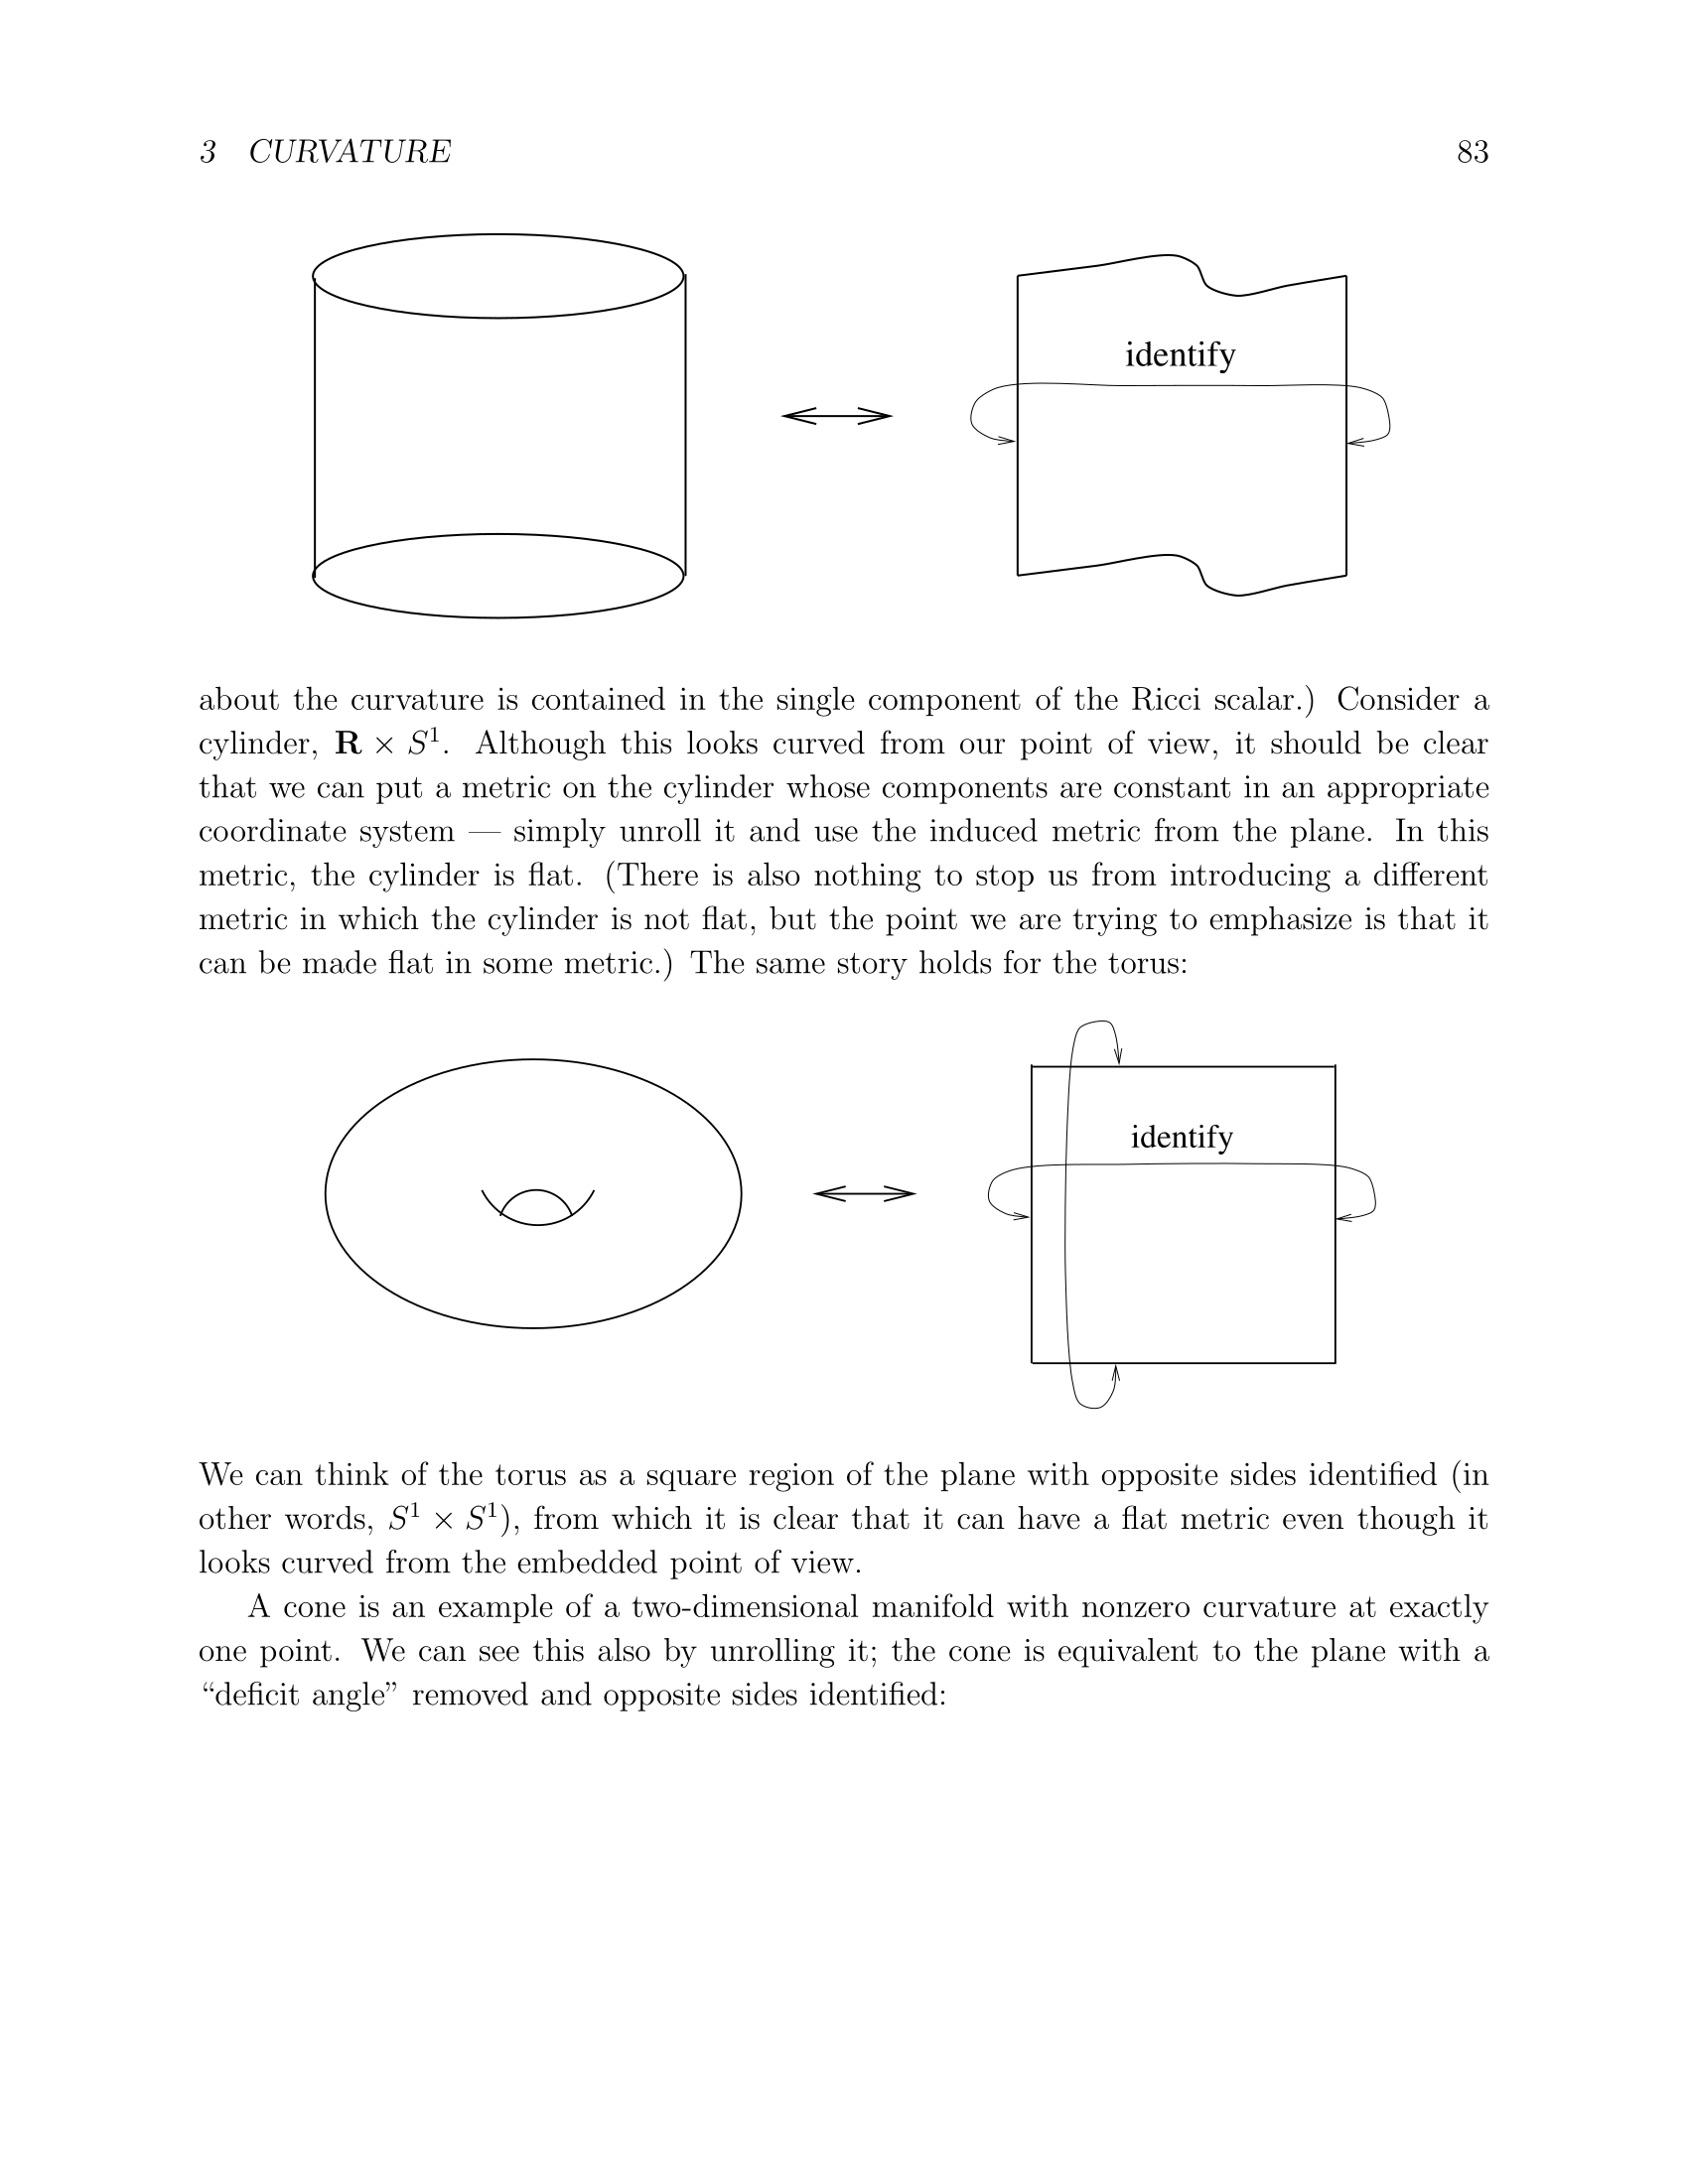 3 CURVATURE 83
identify
about the curvature is contained in the single component of the Ricci scalar.) Consider a
cylinder, R × S¹. Although this looks curved from our point of view, it should be clear
that we can put a metric on the cylinder whose components are constant in an appropriate
coordinate system — simply unroll it and use the induced metric from the plane. In this
metric, the cylinder is flat. (There is also nothing to stop us from introducing a different
metric in which the cylinder is not flat, but the point we are trying to emphasize is that it
can be made flat in some metric.) The same story holds for the torus:
identify
We can think of the torus as a square region of the plane with opposite sides identified (in
other words, S¹ × S¹), from which it is clear that it can have a flat metric even though it
looks curved from the embedded point of view.
A cone is an example of a two-dimensional manifold with nonzero curvature at exactly
one point. We can see this also by unrolling it; the cone is equivalent to the plane with a
“deficit angle” removed and opposite sides identified: